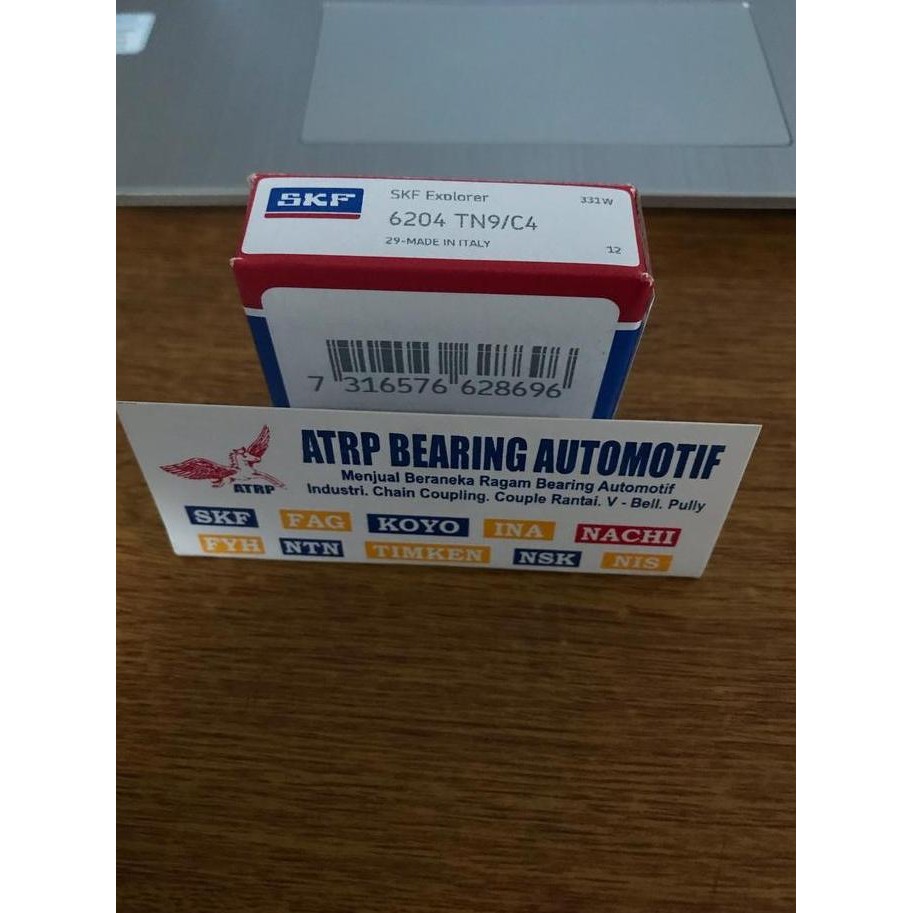 SKF
SKF Explorer
331W
6204 TN9/C4
29-MADE IN ITALY
12
7 316576 628696
ATRP BEARING AUTOMOTIF
Menjual Beraneka Ragam Bearing Automotif
Industri. Chain Coupling. Couple Rantai. V - Bell. Pully
ATRP
SKF FAG KOYO INA NACHI
FYH NTN TIMKEN NSK NIS